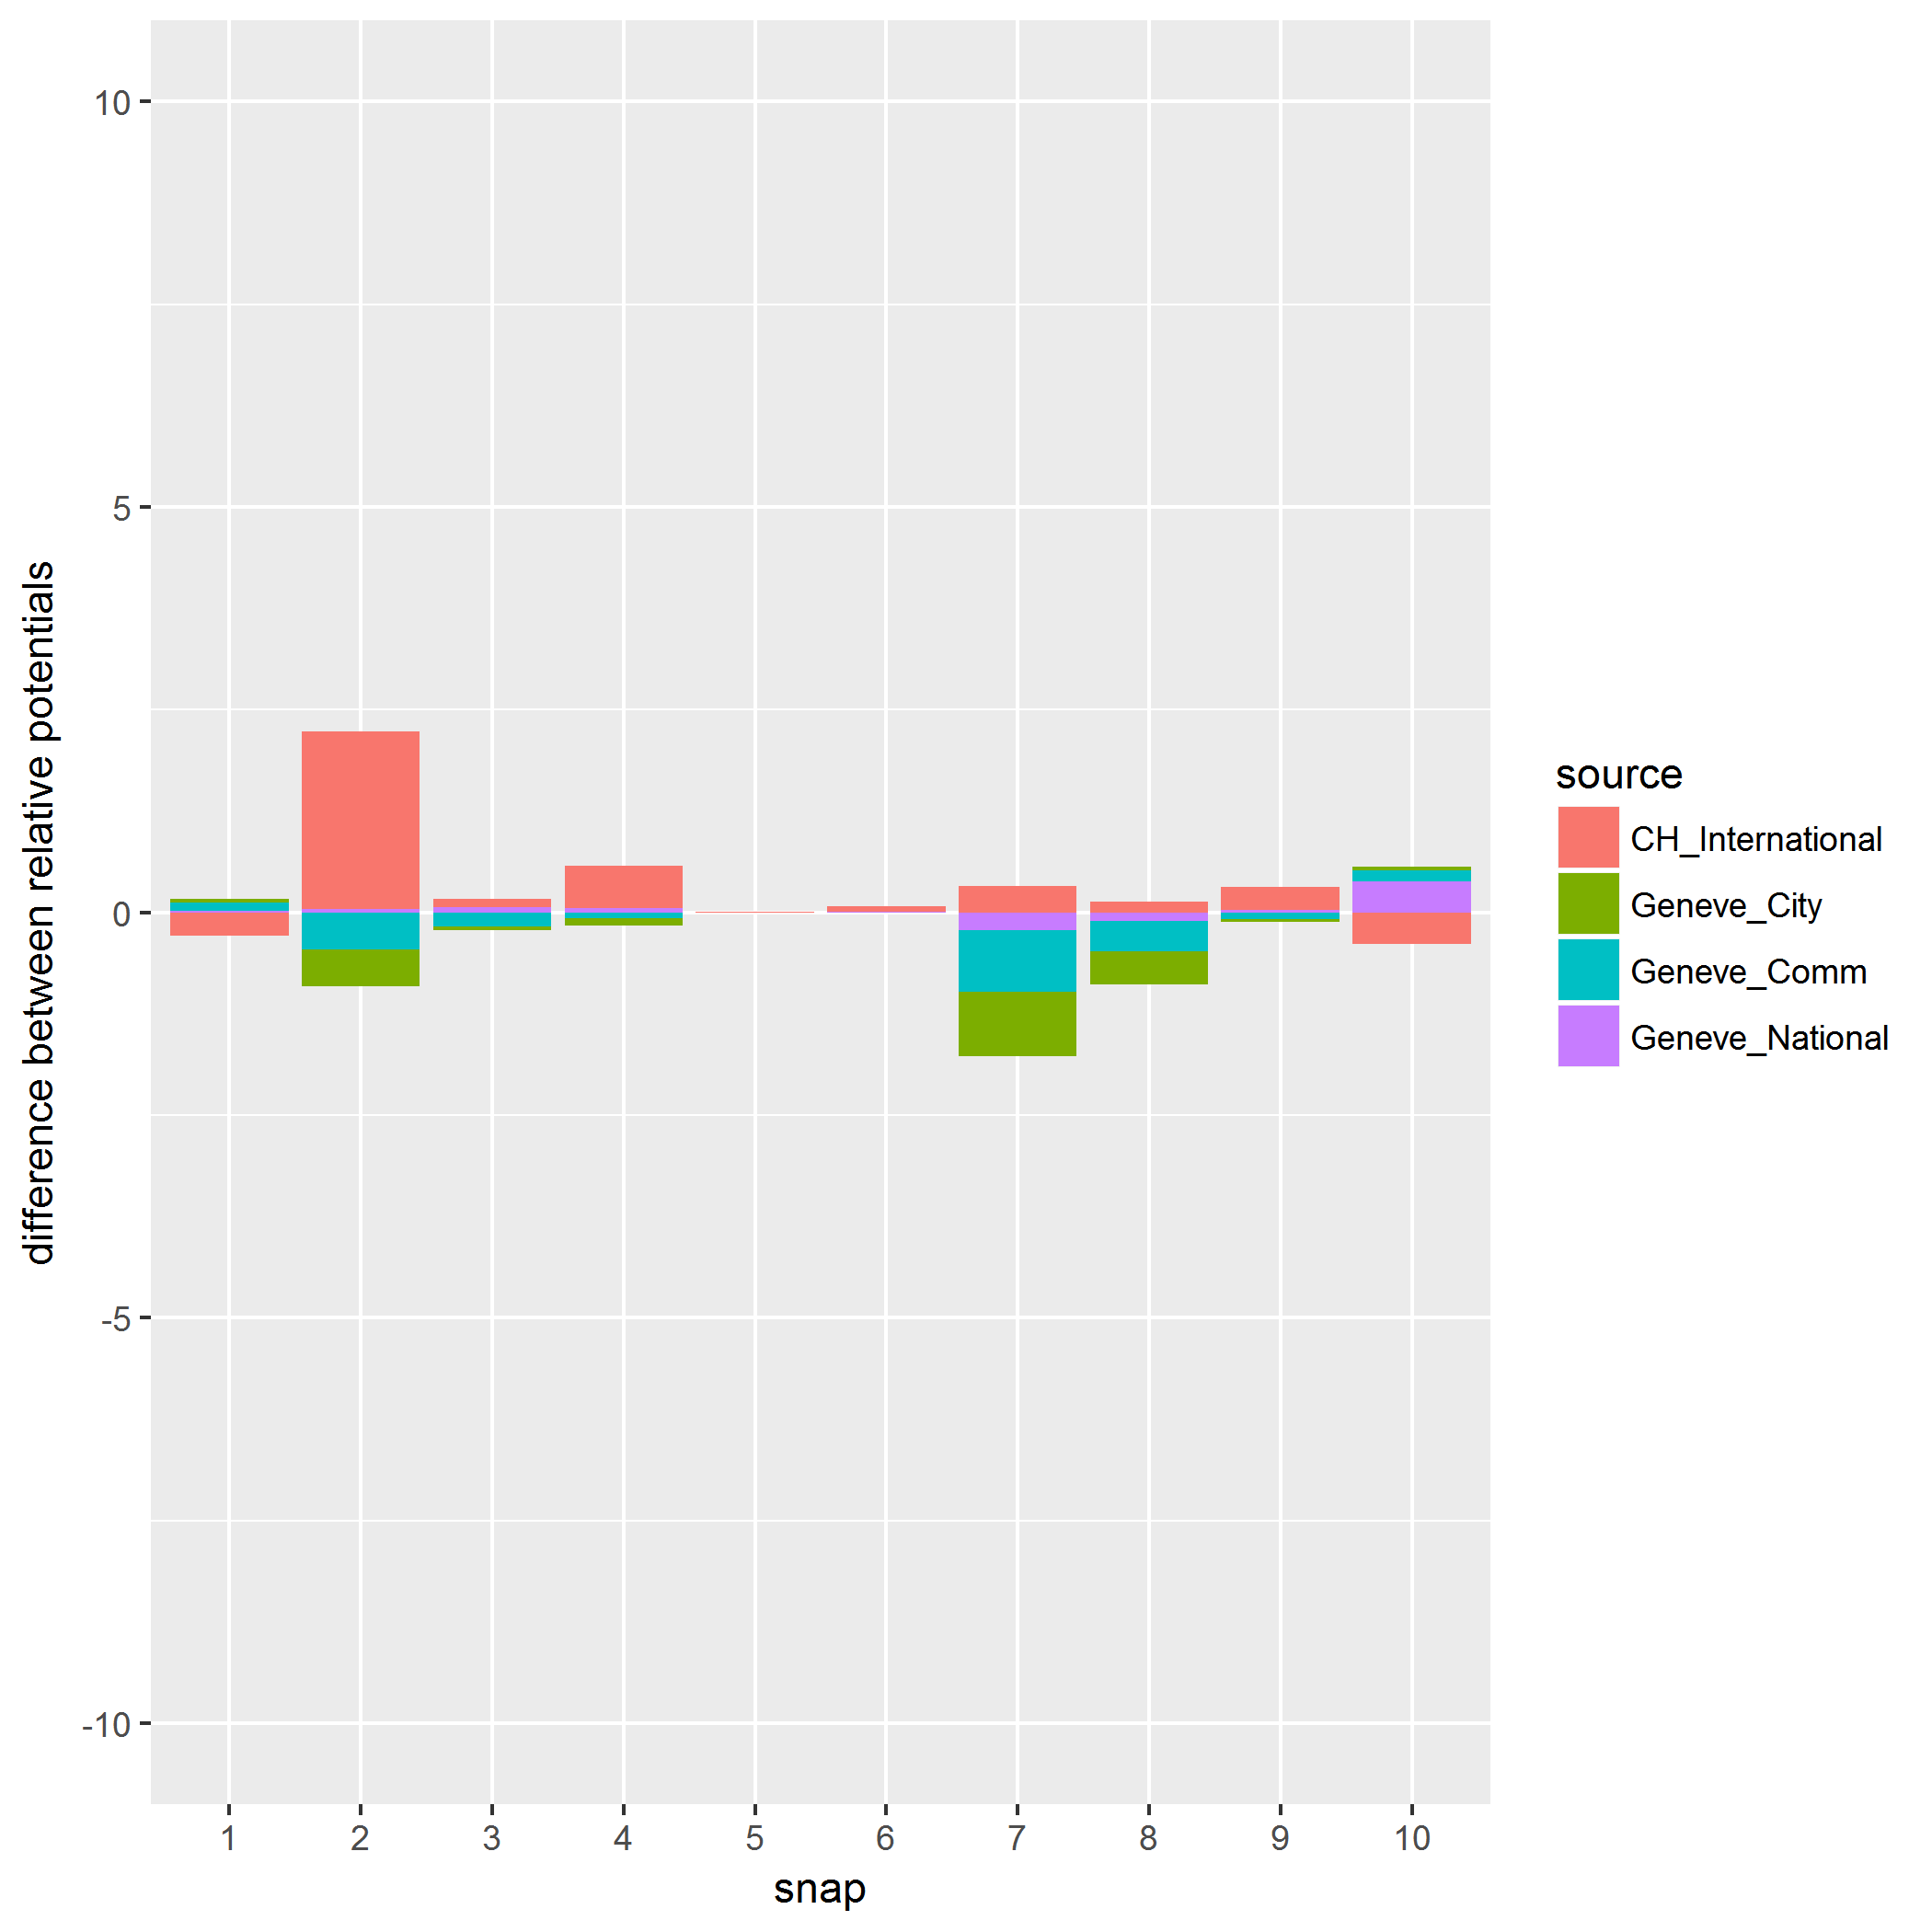 difference between relative potentials
10
5
0
-5
-10
1 2 3 4 5 6 7 8 9 10
snap
source
CH_International
Geneve_City
Geneve_Comm
Geneve_National